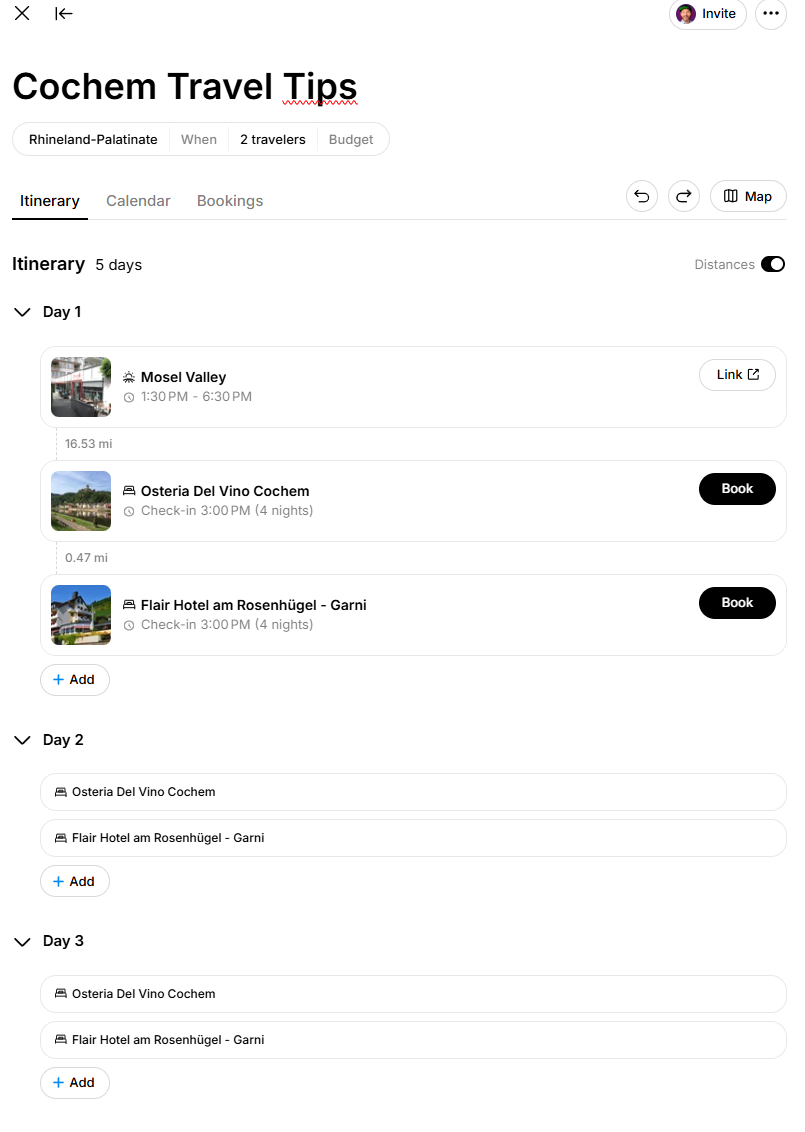 Invite
Cochem Travel Tips
Rhineland-Palatinate When 2 travelers Budget
Itinerary Calendar Bookings Map
Itinerary 5 days Distances
Day 1
Mosel Valley Link
1:30 PM - 6:30 PM
16.53 mi
Osteria Del Vino Cochem Book
Check-in 3:00 PM (4 nights)
0.47 mi
Flair Hotel am Rosenhügel - Garni Book
Check-in 3:00 PM (4 nights)
+ Add
Day 2
Osteria Del Vino Cochem
Flair Hotel am Rosenhügel - Garni
+ Add
Day 3
Osteria Del Vino Cochem
Flair Hotel am Rosenhügel - Garni
+ Add